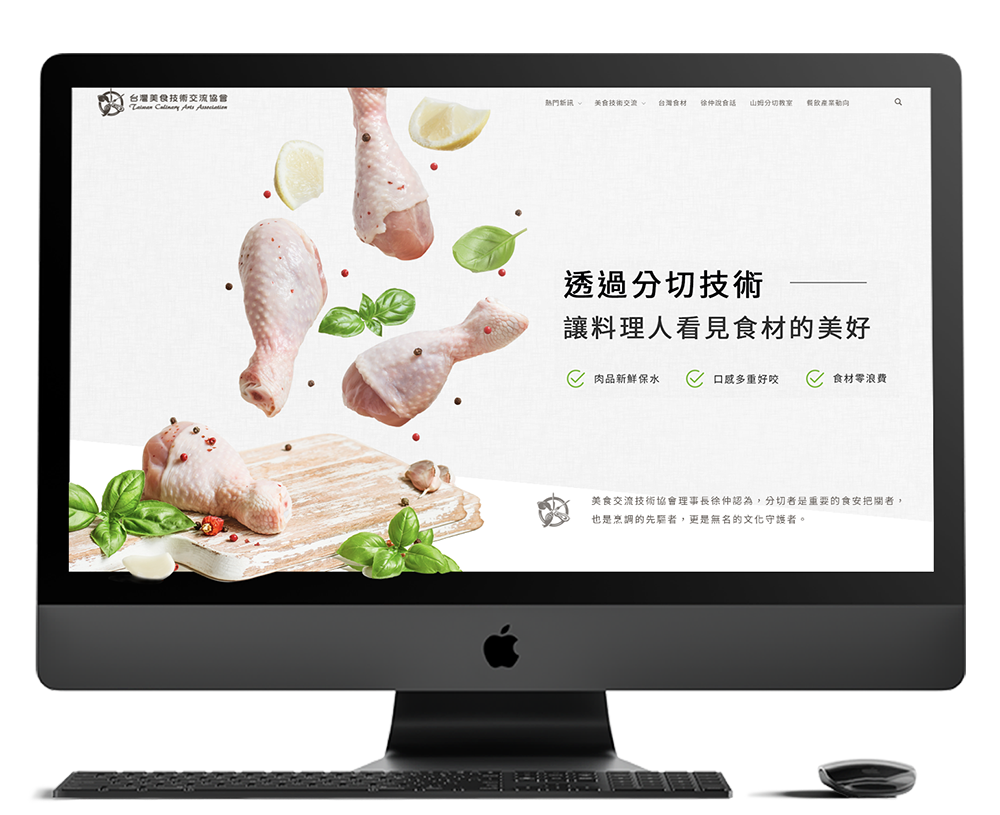 台灣美食技術交流協會
Taiwan Culinary Arts Association
熱門新訊 美食技術交流 台灣食材 徐仲說食話 山姆分切教室 餐飲產業動向
透過分切技術
讓料理人看見食材的美好
肉品新鮮保水 口感多重好咬 食材零浪費
美食交流技術協會理事長徐仲認為，分切者是重要的食安把關者，
也是烹調的先驅者，更是無名的文化守護者。